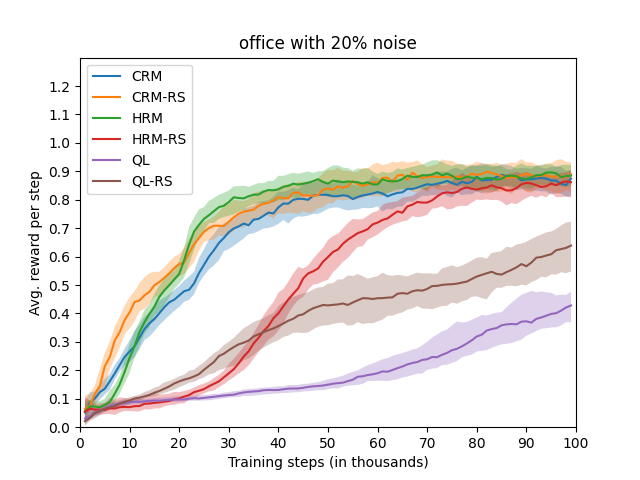 office with 20% noise
Avg. reward per step
1.2
1.1
1.0
0.9
0.8
0.7
0.6
0.5
0.4
0.3
0.2
0.1
0.0
CRM
CRM-RS
HRM
HRM-RS
QL
QL-RS
0 10 20 30 40 50 60 70 80 90 100
Training steps (in thousands)